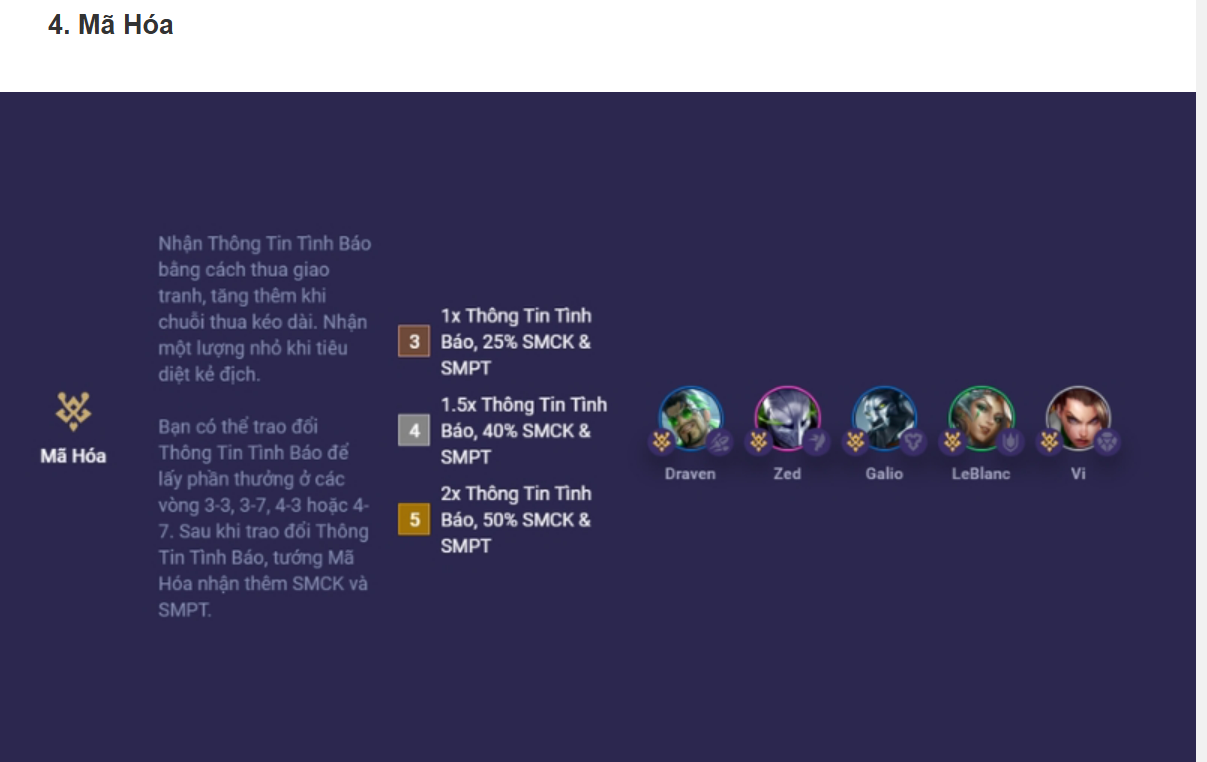 4. Mã Hóa
Nhận Thông Tin Tình Báo
bằng cách thua giao
tranh, tăng thêm khi
chuỗi thua kéo dài. Nhận
một lượng nhỏ khi tiêu
diệt kẻ địch.
Bạn có thể trao đổi
Thông Tin Tình Báo để
lấy phần thưởng ở các
vòng 3-3, 3-7, 4-3 hoặc 4-
7. Sau khi trao đổi Thông
Tin Tình Báo, tướng Mã
Hóa nhận thêm SMCK và
SMPT.
Mã Hóa
3
1x Thông Tin Tình
Báo, 25% SMCK &
SMPT
4
1.5x Thông Tin Tình
Báo, 40% SMCK &
SMPT
5
2x Thông Tin Tình
Báo, 50% SMCK &
SMPT
Draven
Zed
Galio
LeBlanc
Vi